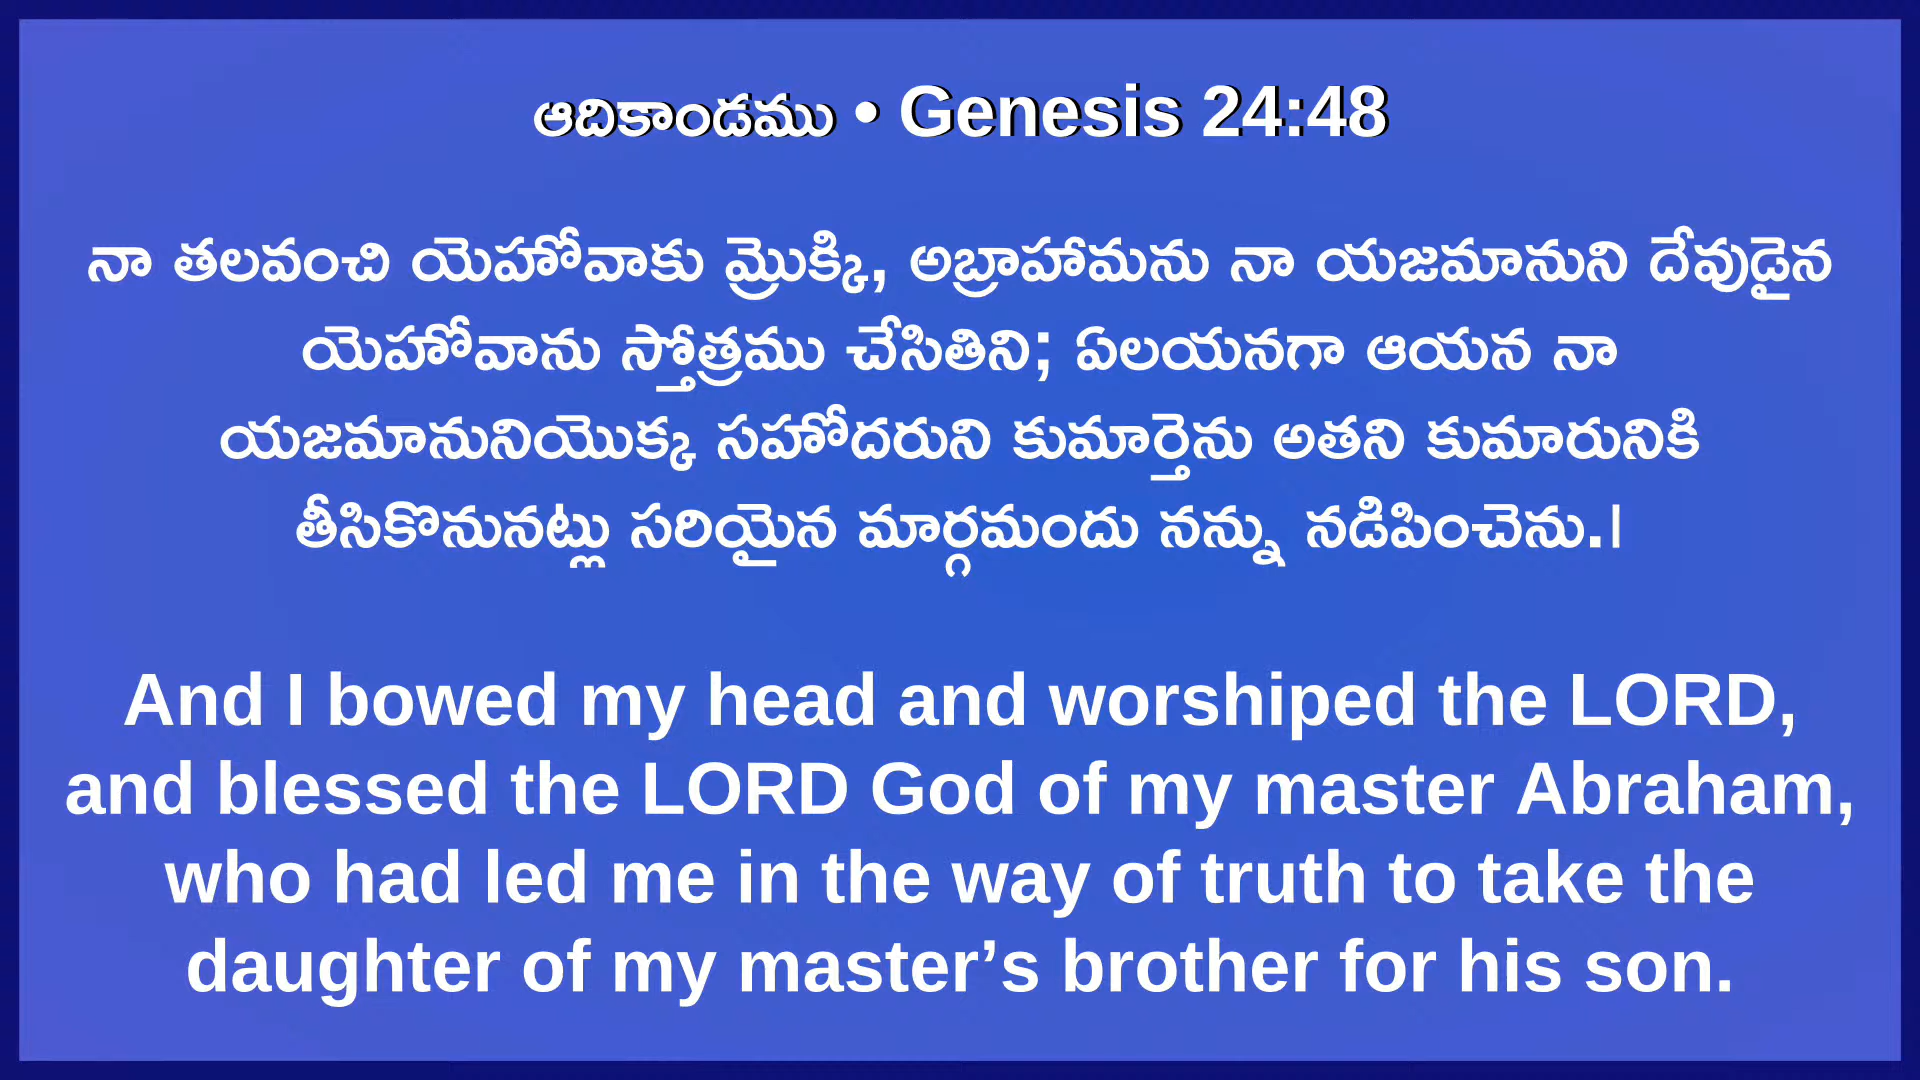 ఆదికాండము • Genesis 24:48
నా తలవంచి యెహోవాకు మ్రొక్కి, అబ్రాహామను నా యజమానుని దేవుడైన
యెహోవాను స్తోత్రము చేసితిని; ఏలయనగా ఆయన నా
యజమానునియొక్క సహోదరుని కుమార్తెను అతని కుమారునికి
తీసికొనునట్లు సరియైన మార్గమందు నన్ను నడిపించెను.।
And I bowed my head and worshiped the LORD,
and blessed the LORD God of my master Abraham,
who had led me in the way of truth to take the
daughter of my master’s brother for his son.